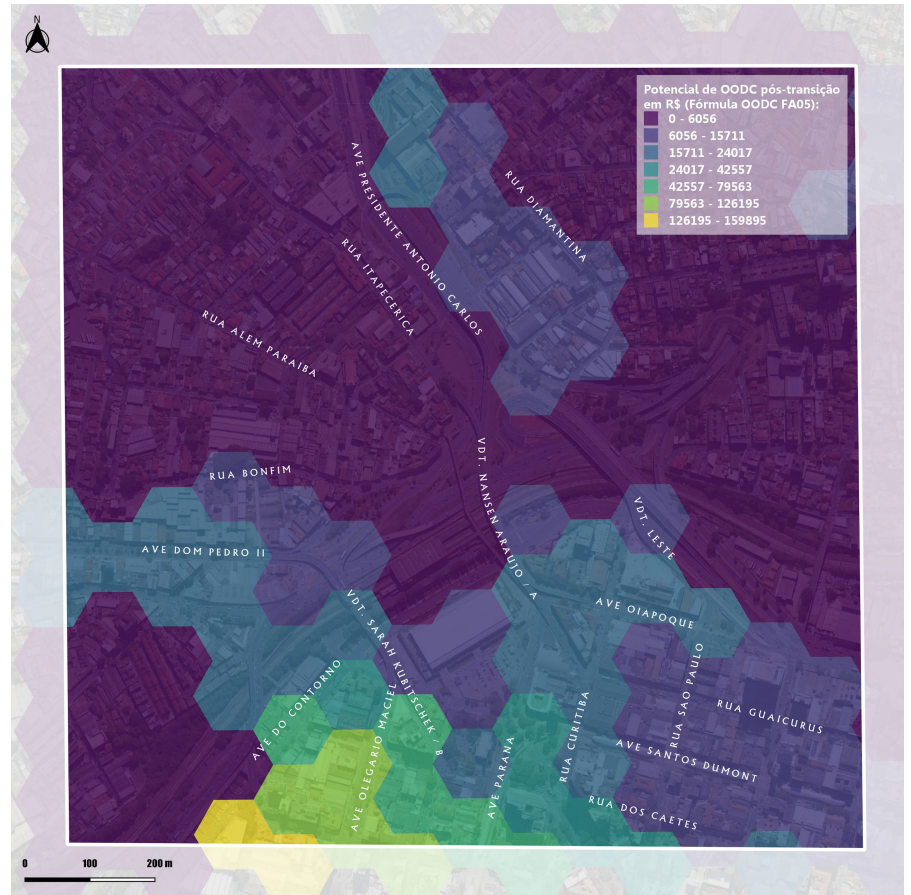 N
Potencial de OODC pós-transição
em R$ (Fórmula OODC FA05):
0 - 6056
6056 - 15711
15711 - 24017
24017 - 42557
42557 - 79563
79563 - 126195
126195 - 159895
AVE PRESIDENTE ANTONIO CARLOS
RUA DIAMANTINA
RUA ITAPECERICA
RUA ALEM PARAIBA
RUA BONFIM
VDT. NANSEN ARAUJO / A
VDT. LESTE
AVE DOM PEDRO II
VDT. SARAH KUBITSCHEK / B
AVE OIAPOQUE
RUA SAO PAULO
AVE DO CONTORNO
AVE OLEGARIO MACIEL
RUA CURITIBA
RUA GUAICURUS
AVE PARANA
AVE SANTOS DUMONT
RUA DOS CAETES
0 100 200 m